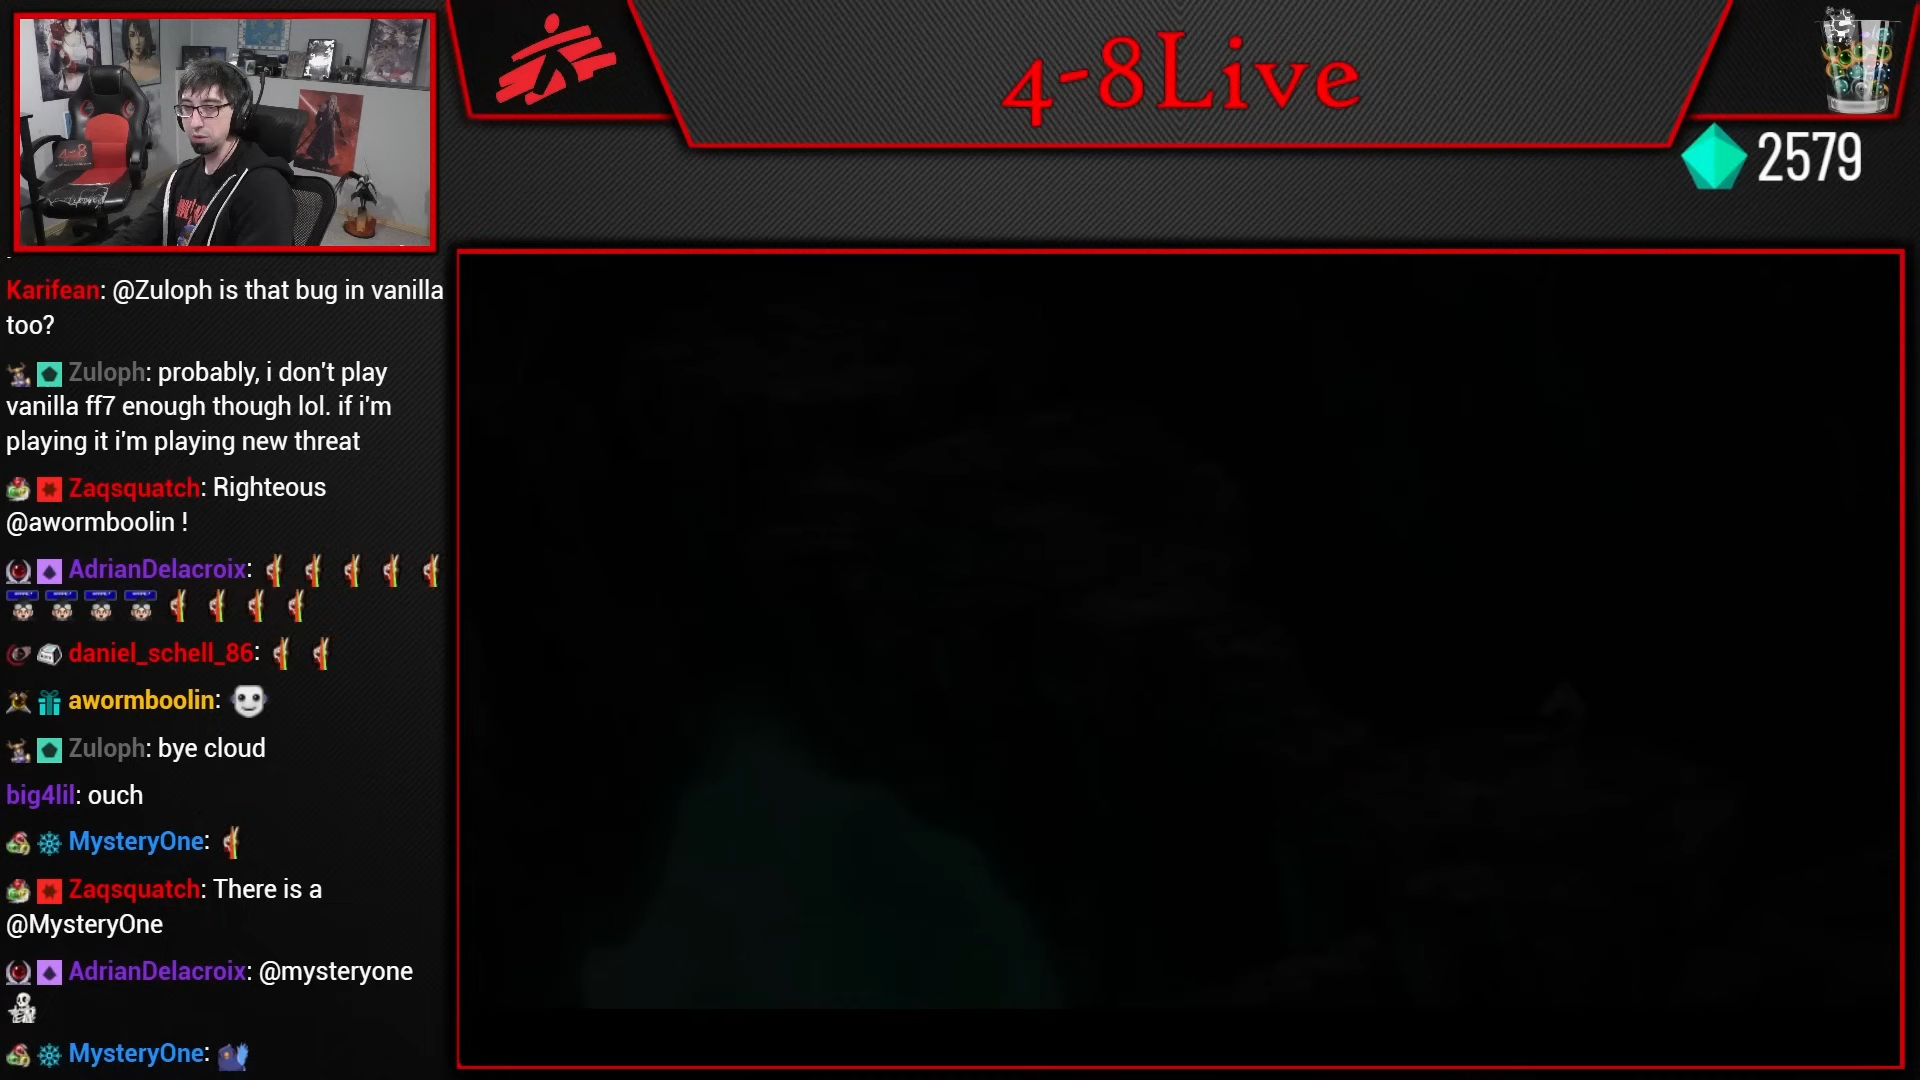 4-8Live
2579
4-8
Karifean: @Zuloph is that bug in vanilla
too?
Zuloph: probably, i don't play
vanilla ff7 enough though lol. if i'm
playing it i'm playing new threat
Zaqsquatch: Righteous
@awormboolin !
AdrianDelacroix:
daniel_schell_86:
awormboolin:
Zuloph: bye cloud
big4lil: ouch
MysteryOne:
Zaqsquatch: There is a
@MysteryOne
AdrianDelacroix: @mysteryone
MysteryOne: